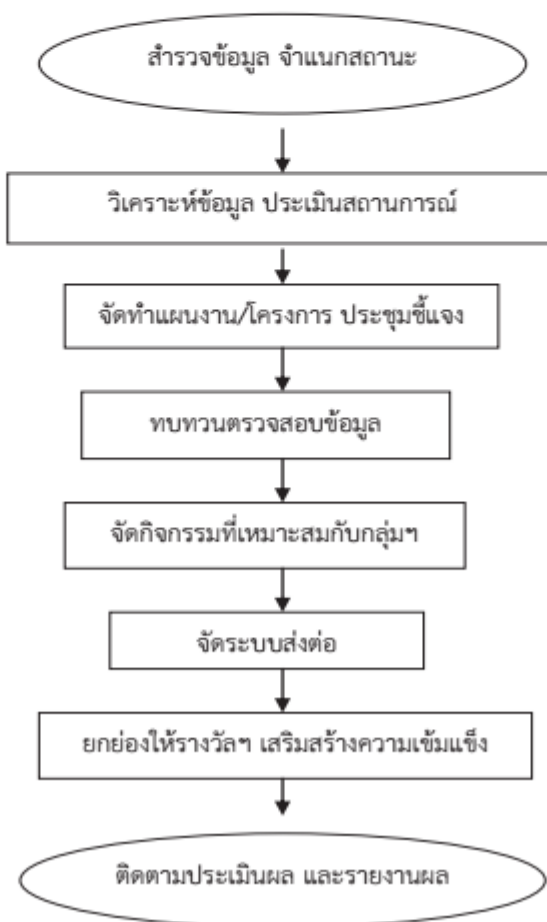 สำรวจข้อมูล จำแนกสถานะ
วิเคราะห์ข้อมูล ประเมินสถานการณ์
จัดทำแผนงาน/โครงการ ประชุมชี้แจง
ทบทวนตรวจสอบข้อมูล
จัดกิจกรรมที่เหมาะสมกับกลุ่มฯ
จัดระบบส่งต่อ
ยกย่องให้รางวัลฯ เสริมสร้างความเข้มแข็ง
ติดตามประเมินผล และรายงานผล